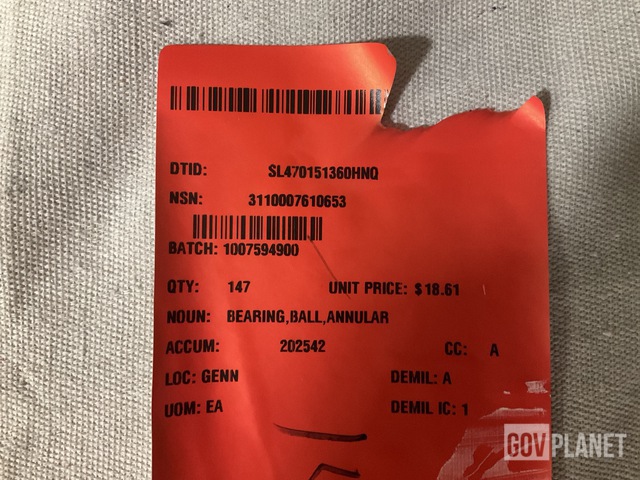 DTID: SL470151360HNQ
NSN: 3110007610653
BATCH: 1007594900
QTY: 147 UNIT PRICE: $18.61
NOUN: BEARING,BALL,ANNULAR
ACCUM: 202542 CC: A
LOC: GENN DEMIL: A
UOM: EA DEMIL IC: 1
GOVPLANET